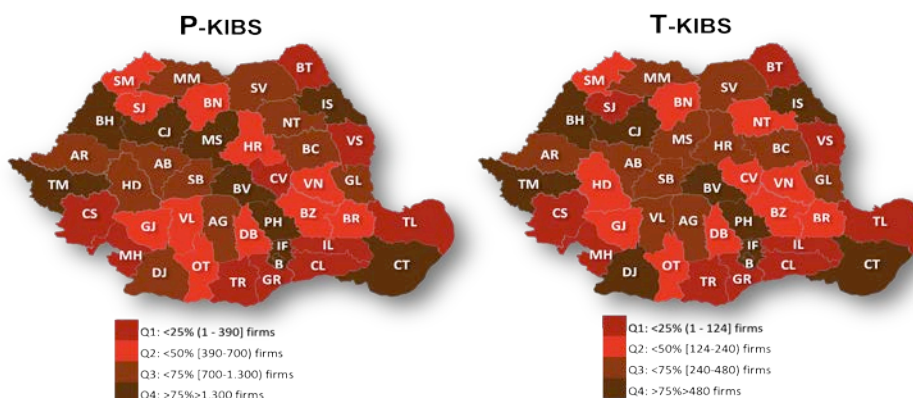 P-KIBS
T-KIBS
SM MM BT
SV
SJ BN IS
BH CJ MS NT
HR VS
AR AB BC
TM HD SB CV VN GL
BV
CS GJ VL AG PH BZ BR TL
DB
IF IL
MH OT B
DJ TR GR CL CT
SM MM BT
SV
SJ BN IS
BH CJ MS NT
HR VS
AR AB BC
TM HD SB CV VN GL
BV
CS GJ VL AG PH BZ BR TL
DB
IF IL
MH OT B
DJ TR GR CL CT
Q1: <25% (1 - 390] firms
Q2: <50% [390-700) firms
Q3: <75% [700-1.300) firms
Q4: >75%>1.300 firms
Q1: <25% (1 - 124] firms
Q2: <50% [124-240) firms
Q3: <75% [240-480) firms
Q4: >75%>480 firms